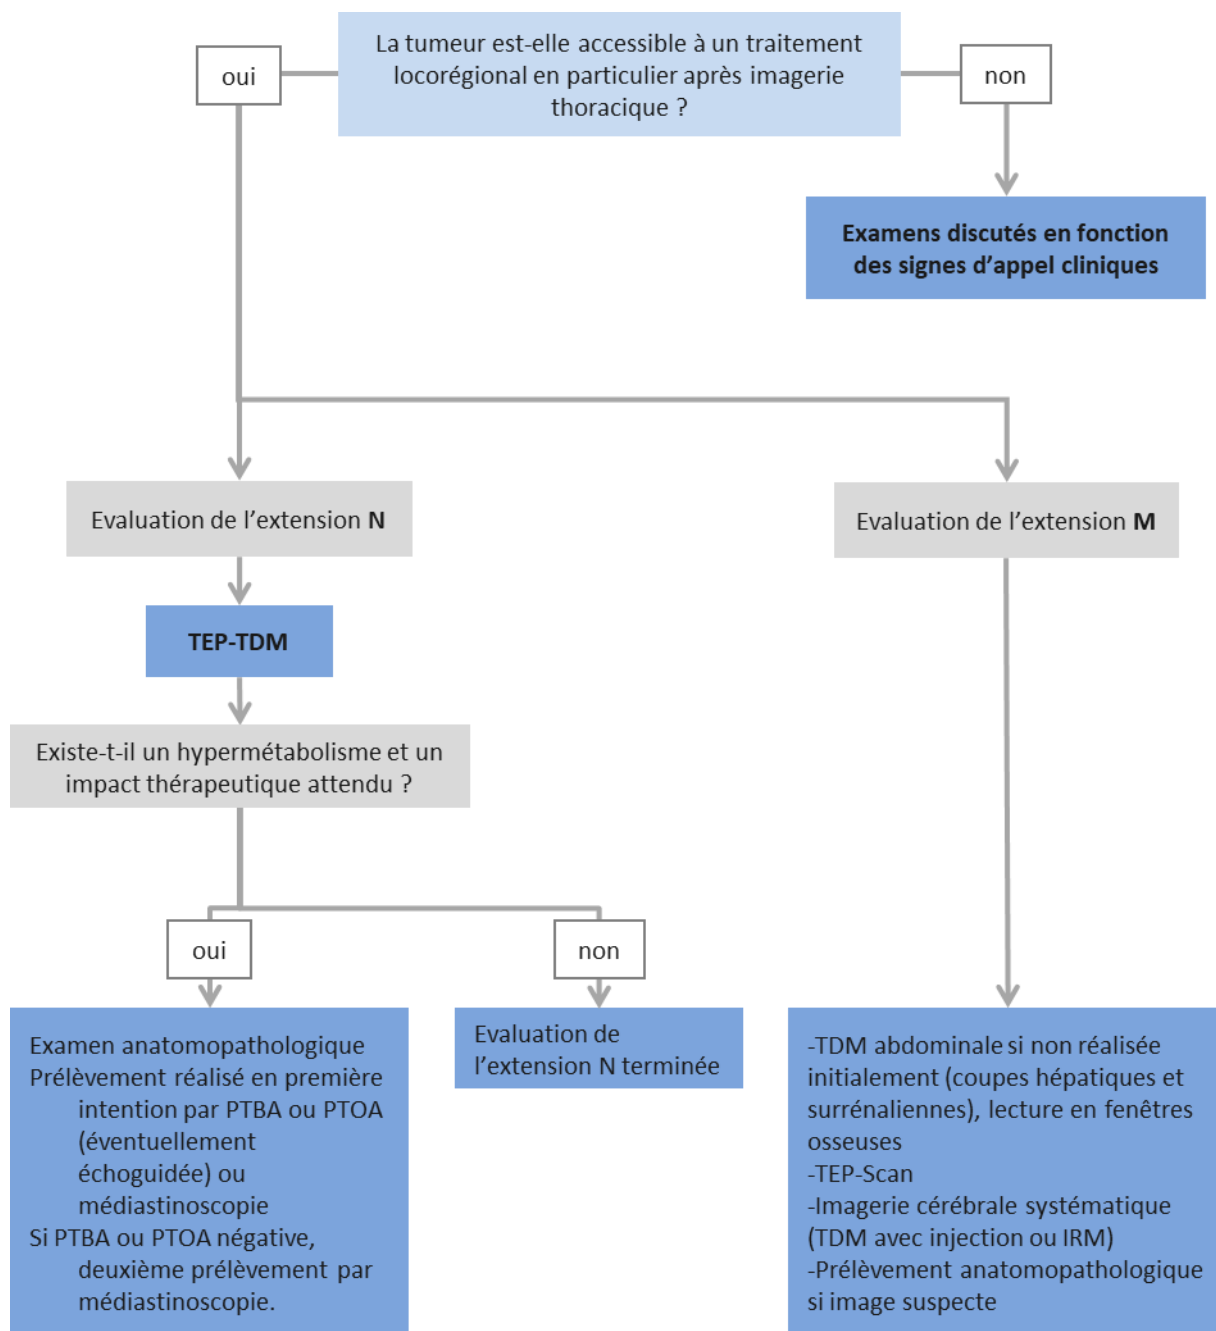 La tumeur est-elle accessible à un traitement
locorégional en particulier après imagerie
thoracique ?
oui
non
Examens discutés en fonction
des signes d'appel cliniques
Evaluation de l'extension N
Evaluation de l'extension M
TEP-TDM
Existe-t-il un hypermétabolisme et un
impact thérapeutique attendu ?
oui
non
Examen anatomopathologique
Prélèvement réalisé en première
intention par PTBA ou PTOA
(éventuellement
échoguidée) ou
médiastinoscopie
Si PTBA ou PTOA négative,
deuxième prélèvement par
médiastinoscopie.
Evaluation de
l'extension N terminée
-TDM abdominale si non réalisée
initialement (coupes hépatiques et
surrénaliennes), lecture en fenêtres
osseuses
-TEP-Scan
-Imagerie cérébrale systématique
(TDM avec injection ou IRM)
-Prélèvement anatomopathologique
si image suspecte